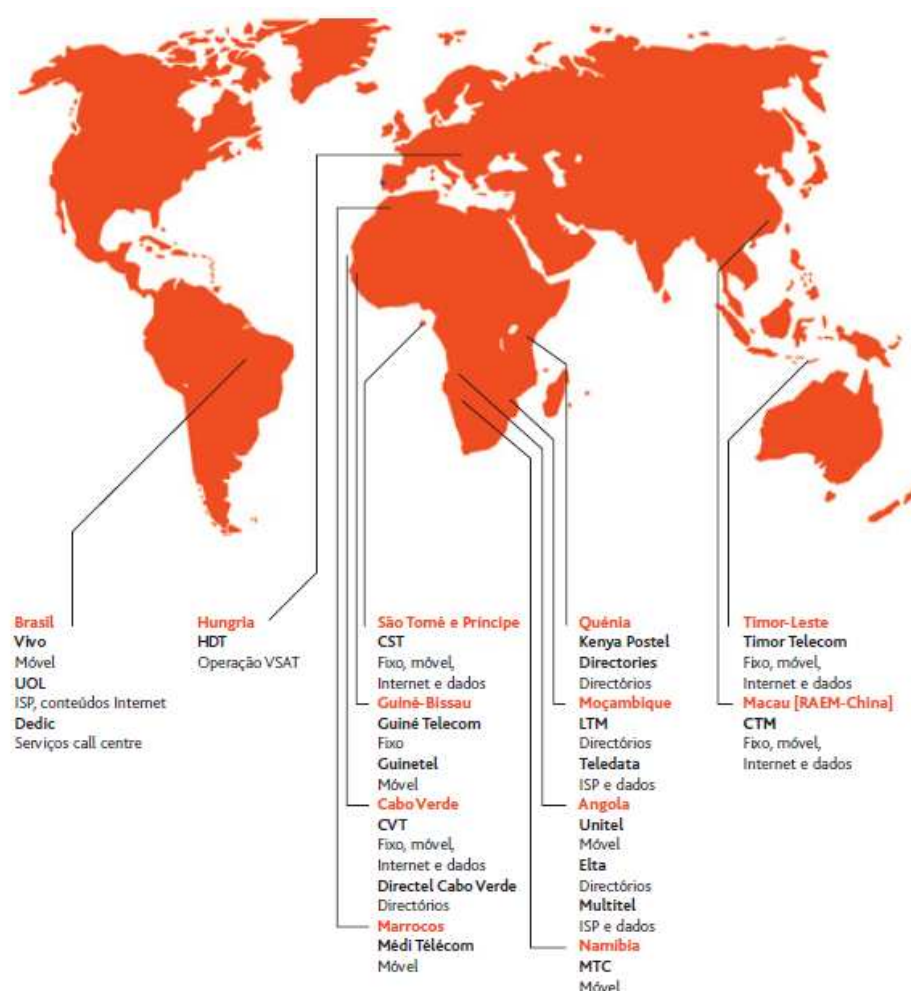 Brasil
Vivo
Móvel
UOL
ISP, conteúdos Internet
Dedic
Serviços call centre
Hungria
HDT
Operação VSAT
São Tomé e Príncipe
CST
Fixo, móvel,
Internet e dados
Guiné-Bissau
Guiné Telecom
Fixo
Guinetel
Móvel
Cabo Verde
CVT
Fixo, móvel,
Internet e dados
Directel Cabo Verde
Directórios
Marrocos
Médi Télécom
Móvel
Quénia
Kenya Postel
Directories
Directórios
Moçambique
LTM
Directórios
Teledata
ISP e dados
Angola
Unitel
Móvel
Elta
Directórios
Multitel
ISP e dados
Namíbia
MTC
Móvel
Timor-Leste
Timor Telecom
Fixo, móvel,
Internet e dados
Macau [RAEM-China]
CTM
Fixo, móvel,
Internet e dados